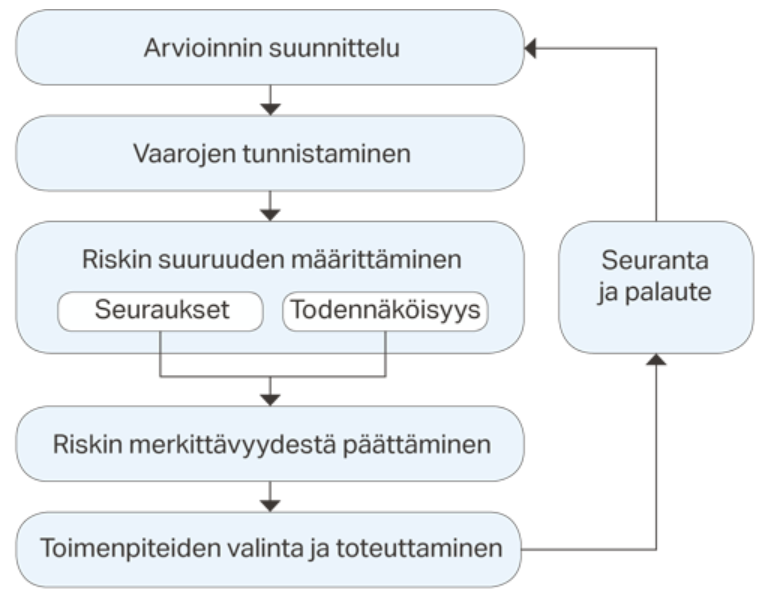 Arvioinnin suunnittelu
Vaarojen tunnistaminen
Riskin suuruuden määrittäminen
Seuraukset
Todennäköisyys
Riskin merkittävyydestä päättäminen
Toimenpiteiden valinta ja toteuttaminen
Seuranta
ja palaute